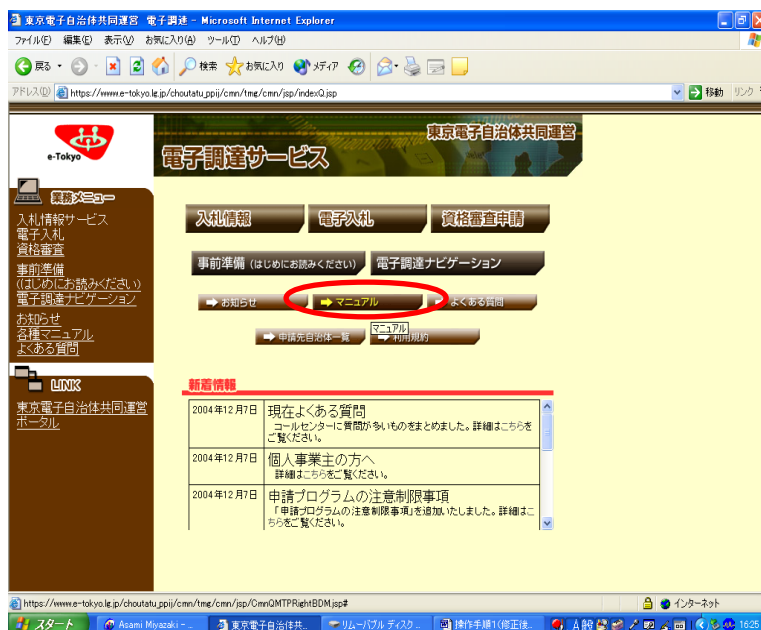 東京電子自治体共同運営 電子調達 - Microsoft Internet Explorer
ファイル(F) 編集(E) 表示(V) お気に入り(A) ツール(T) ヘルプ(H)
戻る 検索 お気に入り メディア
アドレス(D) https://www.e-tokyo.lg.jp/choutatu_ppij/cmn/tmg/cmn/jsp/indexQ.jsp 移動 リンク
e-Tokyo
東京電子自治体共同運営
電子調達サービス
業務メニュー
入札情報サービス
電子入札
資格審査
事前準備
(はじめにお読みください)
電子調達ナビゲーション
お知らせ
各種マニュアル
よくある質問
LINK
東京電子自治体共同運営
ポータル
入札情報 電子入札 資格審査申請
事前準備 (はじめにお読みください) 電子調達ナビゲーション
お知らせ マニュアル よくある質問
マニュアル
申請先自治体一覧 利用規約
新着情報
2004年12月7日 現在よくある質問
コールセンターに質問が多いものをまとめました。詳細はこちらを
ご覧ください。
2004年12月7日 個人事業主の方へ
詳細はこちらをご覧ください。
2004年12月7日 申請プログラムの注意制限事項
「申請プログラムの注意制限事項」を追加いたしました。詳細はこ
ちらをご覧ください。
https://www.e-tokyo.lg.jp/choutatu_ppij/cmn/tmg/cmn/jsp/CmnQMTPRightBDM.jsp# インターネット
スタート Asami Miyazaki - ... 東京電子自治体共... リムーバブル ディスク... 操作手順1(修正後... A 般 16:25